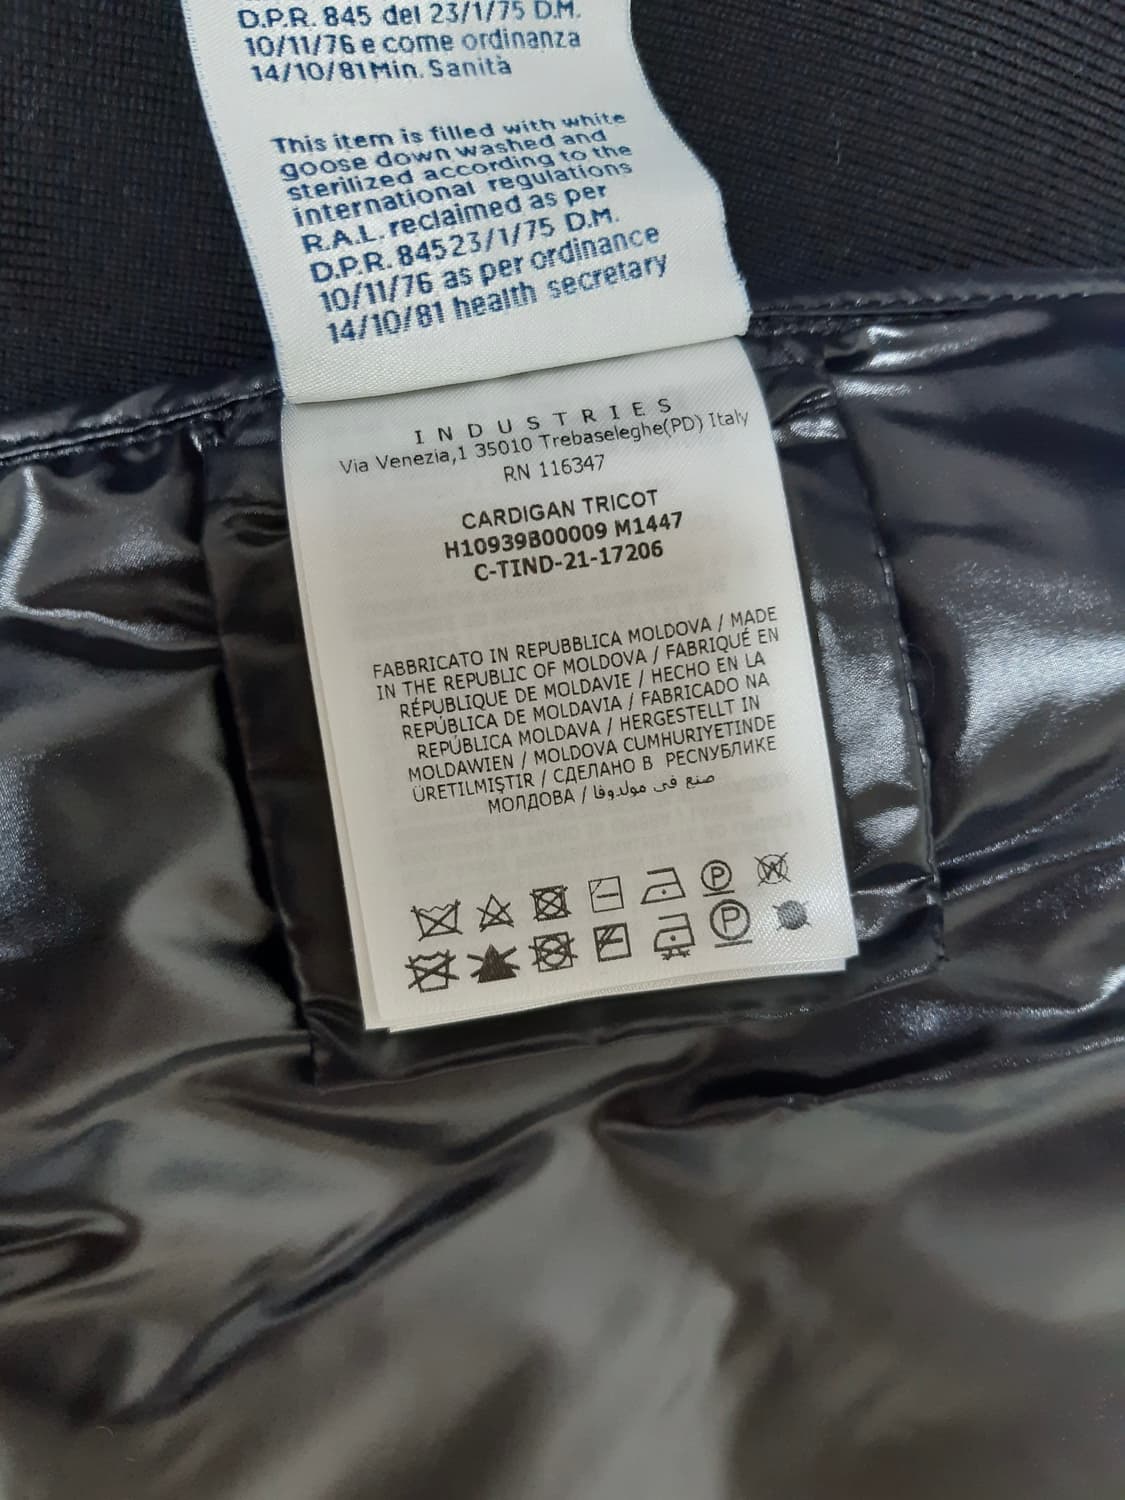 D.P.R. 845 del 23/1/75 D.M.
10/11/76 e come ordinanza
14/10/81 Min. Sanità
This item is filled with white
goose down washed and
sterilized according to the
international regulations
R.A.L. reclaimed as per
D.P.R. 84523/1/75 D.M.
10/11/76 as per ordinance
14/10/81 health secretary
INDUSTRIES
Via Venezia,1 35010 Trebaseleghe(PD) Italy
RN 116347
CARDIGAN TRICOT
H10939B00009 M1447
C-TIND-21-17206
FABBRICATO IN REPUBBLICA MOLDOVA / MADE
IN THE REPUBLIC OF MOLDOVA / FABRIQUÉ EN
RÉPUBLIQUE DE MOLDAVIE / HECHO EN LA
REPÚBLICA DE MOLDAVIA / FABRICADO NA
REPÚBLICA MOLDAVA / HERGESTELLT IN
MOLDAWIEN / MOLDOVA CUMHURIYETINDE
ÜRETILMIŞTIR / СДЕЛАНО В РЕСПУБЛИКЕ
МОЛДОВА / صنع في مولدوفا
P W
P